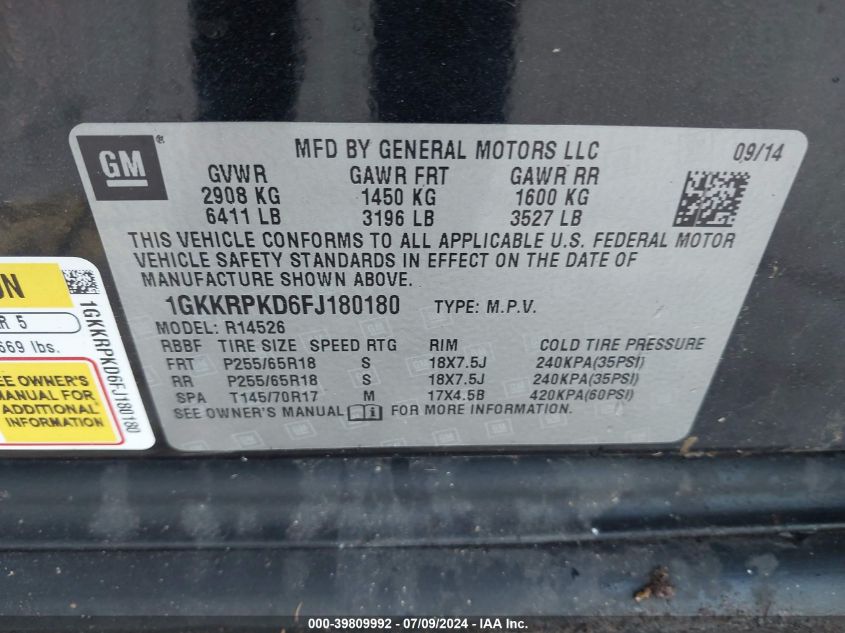 GM
®
MFD BY GENERAL MOTORS LLC
09/14
GVWR GAWR FRT GAWR RR
2908 KG 1450 KG 1600 KG
6411 LB 3196 LB 3527 LB
THIS VEHICLE CONFORMS TO ALL APPLICABLE U.S. FEDERAL MOTOR
VEHICLE SAFETY STANDARDS IN EFFECT ON THE DATE OF
MANUFACTURE SHOWN ABOVE.
1GKKRPKD6FJ180180 TYPE: M.P.V.
MODEL: R14526
RBBF TIRE SIZE SPEED RTG RIM COLD TIRE PRESSURE
FRT P255/65R18 S 18X7.5J 240KPA(35PSI)
RR P255/65R18 S 18X7.5J 240KPA(35PSI)
SPA T145/70R17 M 17X4.5B 420KPA(60PSI)
SEE OWNER'S MANUAL i FOR MORE INFORMATION.
R 5
669 lbs.
SEE OWNER'S
MANUAL FOR
ADDITIONAL
INFORMATION
1GKKRPKD6FJ180180
000-39809992 / 07/09/2024 - IAA Inc.